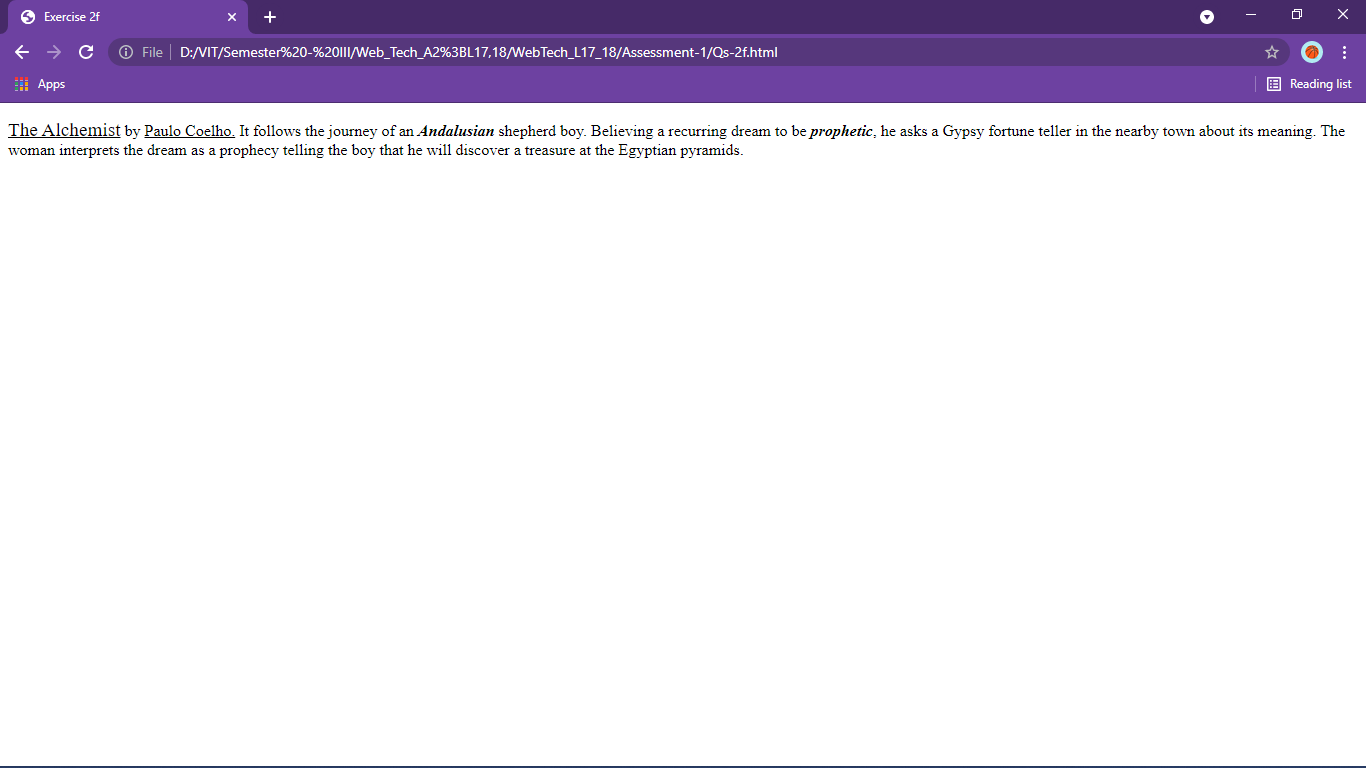 Exercise 2f
File D:/VIT/Semester%20-%20III/Web_Tech_A2%3BL17,18/WebTech_L17_18/Assessment-1/Qs-2f.html
Apps Reading list
The Alchemist by Paulo Coelho. It follows the journey of an Andalusian shepherd boy. Believing a recurring dream to be prophetic, he asks a Gypsy fortune teller in the nearby town about its meaning. The
woman interprets the dream as a prophecy telling the boy that he will discover a treasure at the Egyptian pyramids.